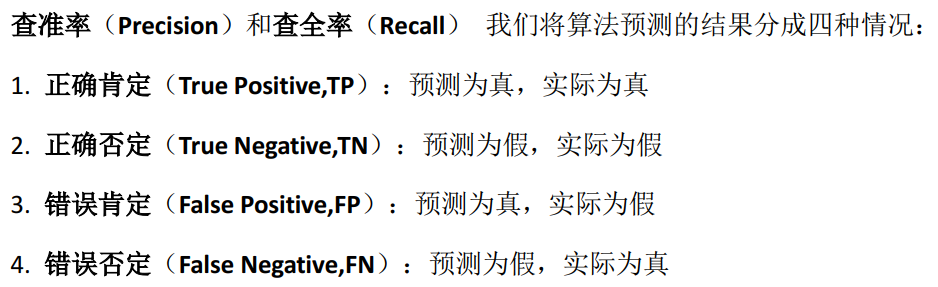 查准率（Precision）和查全率（Recall） 我们将算法预测的结果分成四种情况：
1. 正确肯定（True Positive,TP）：预测为真，实际为真
2. 正确否定（True Negative,TN）：预测为假，实际为假
3. 错误肯定（False Positive,FP）：预测为真，实际为假
4. 错误否定（False Negative,FN）：预测为假，实际为真